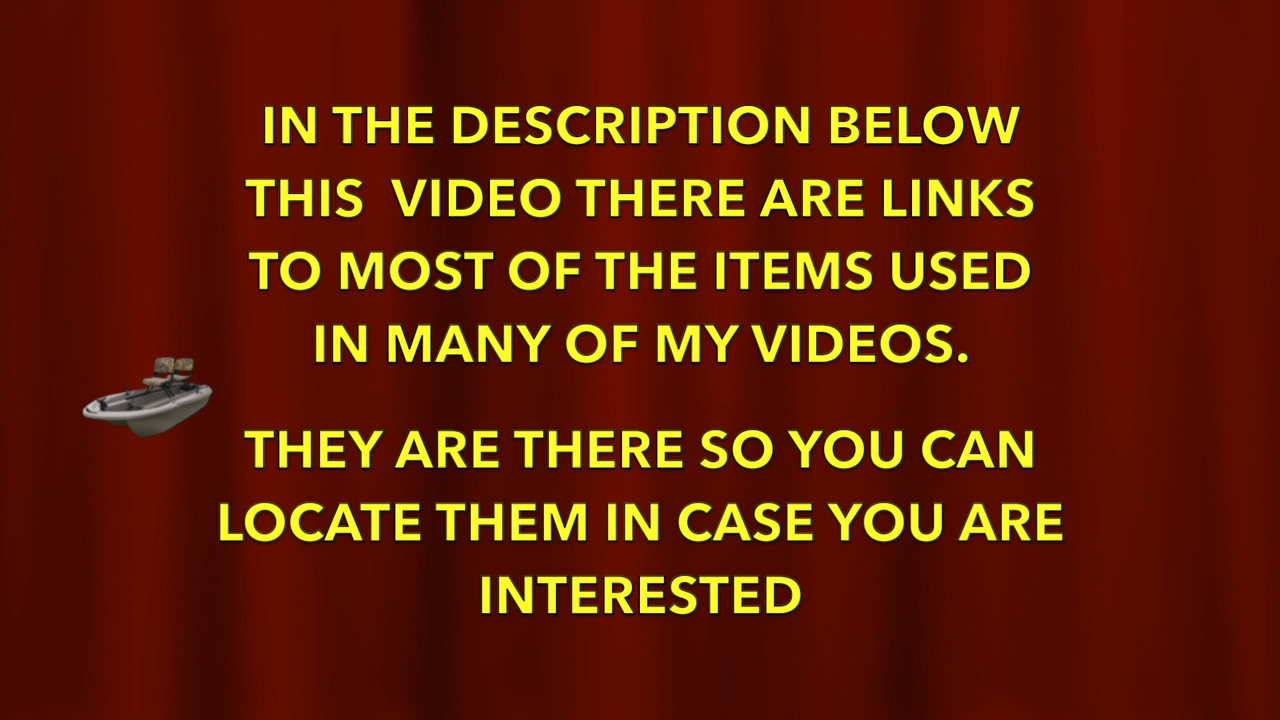 IN THE DESCRIPTION BELOW
THIS  VIDEO THERE ARE LINKS
TO MOST OF THE ITEMS USED
IN MANY OF MY VIDEOS.
THEY ARE THERE SO YOU CAN
LOCATE THEM IN CASE YOU ARE
INTERESTED